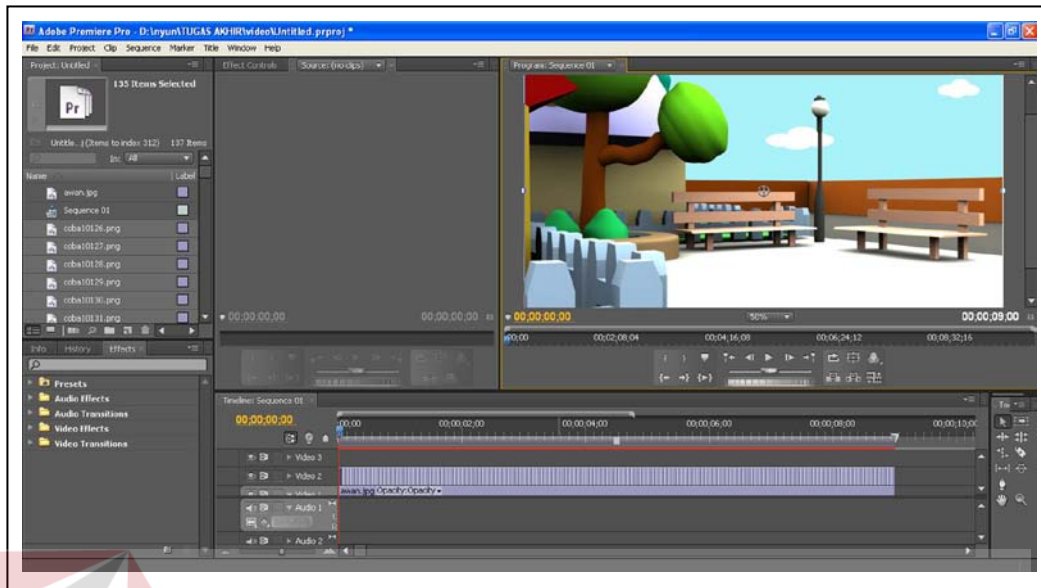 Adobe Premiere Pro - D:\nyun\TUGAS AKHIR\video\Untitled.prproj *
File Edit Project Clip Sequence Marker Title Window Help
Project: Untitled
135 Items Selected
Pr
Untitle...j (Items to index 312) 137 Items
In: All
Name Label
awan.jpg
Sequence 01
coba10126.png
coba10127.png
coba10128.png
coba10129.png
coba10130.png
coba10131.png
Effect Controls Source: (no clips)
00;00;00;00 00;00;00;00
Program: Sequence 01
00;00;00;00 50% 00;00;09;00
00;00 00;02;08;04 00;04;16;08 00;06;24;12 00;08;32;16
Info History Effects
Presets
Audio Effects
Audio Transitions
Video Effects
Video Transitions
Timeline: Sequence 01
00;00;00;00
00;00 00;00;02;00 00;00;04;00 00;00;06;00 00;00;08;00 00;00;10;00
Video 3
Video 2
Video 1 awan.jpg Opacity:Opacity
Audio 1
Audio 2